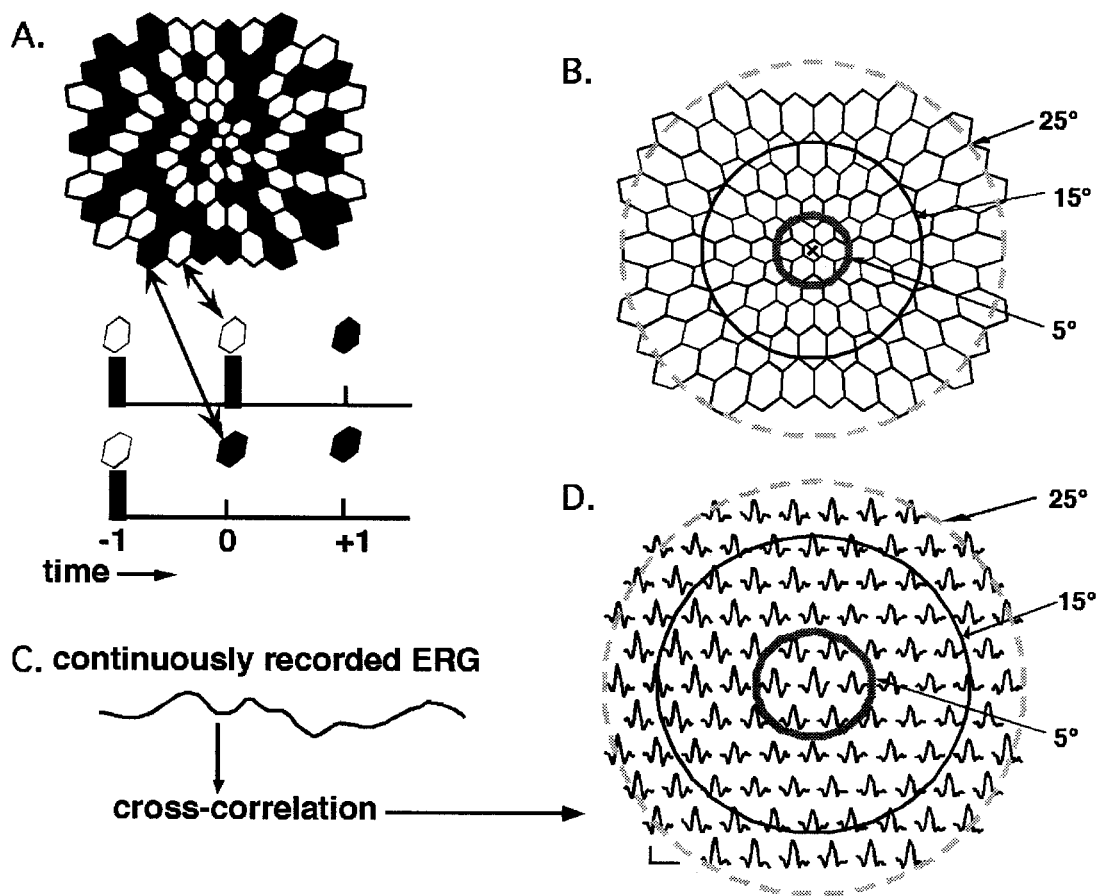 A.
-1 0 +1
time
B.
25°
15°
5°
C. continuously recorded ERG
cross-correlation
D.
25°
15°
5°